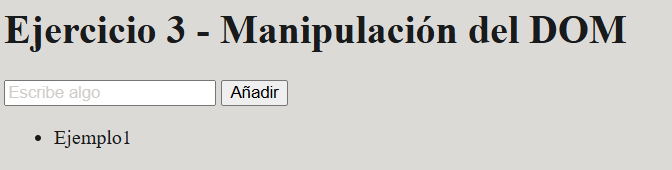 Ejercicio 3 - Manipulación del DOM
Escribe algo Añadir
Ejemplo1